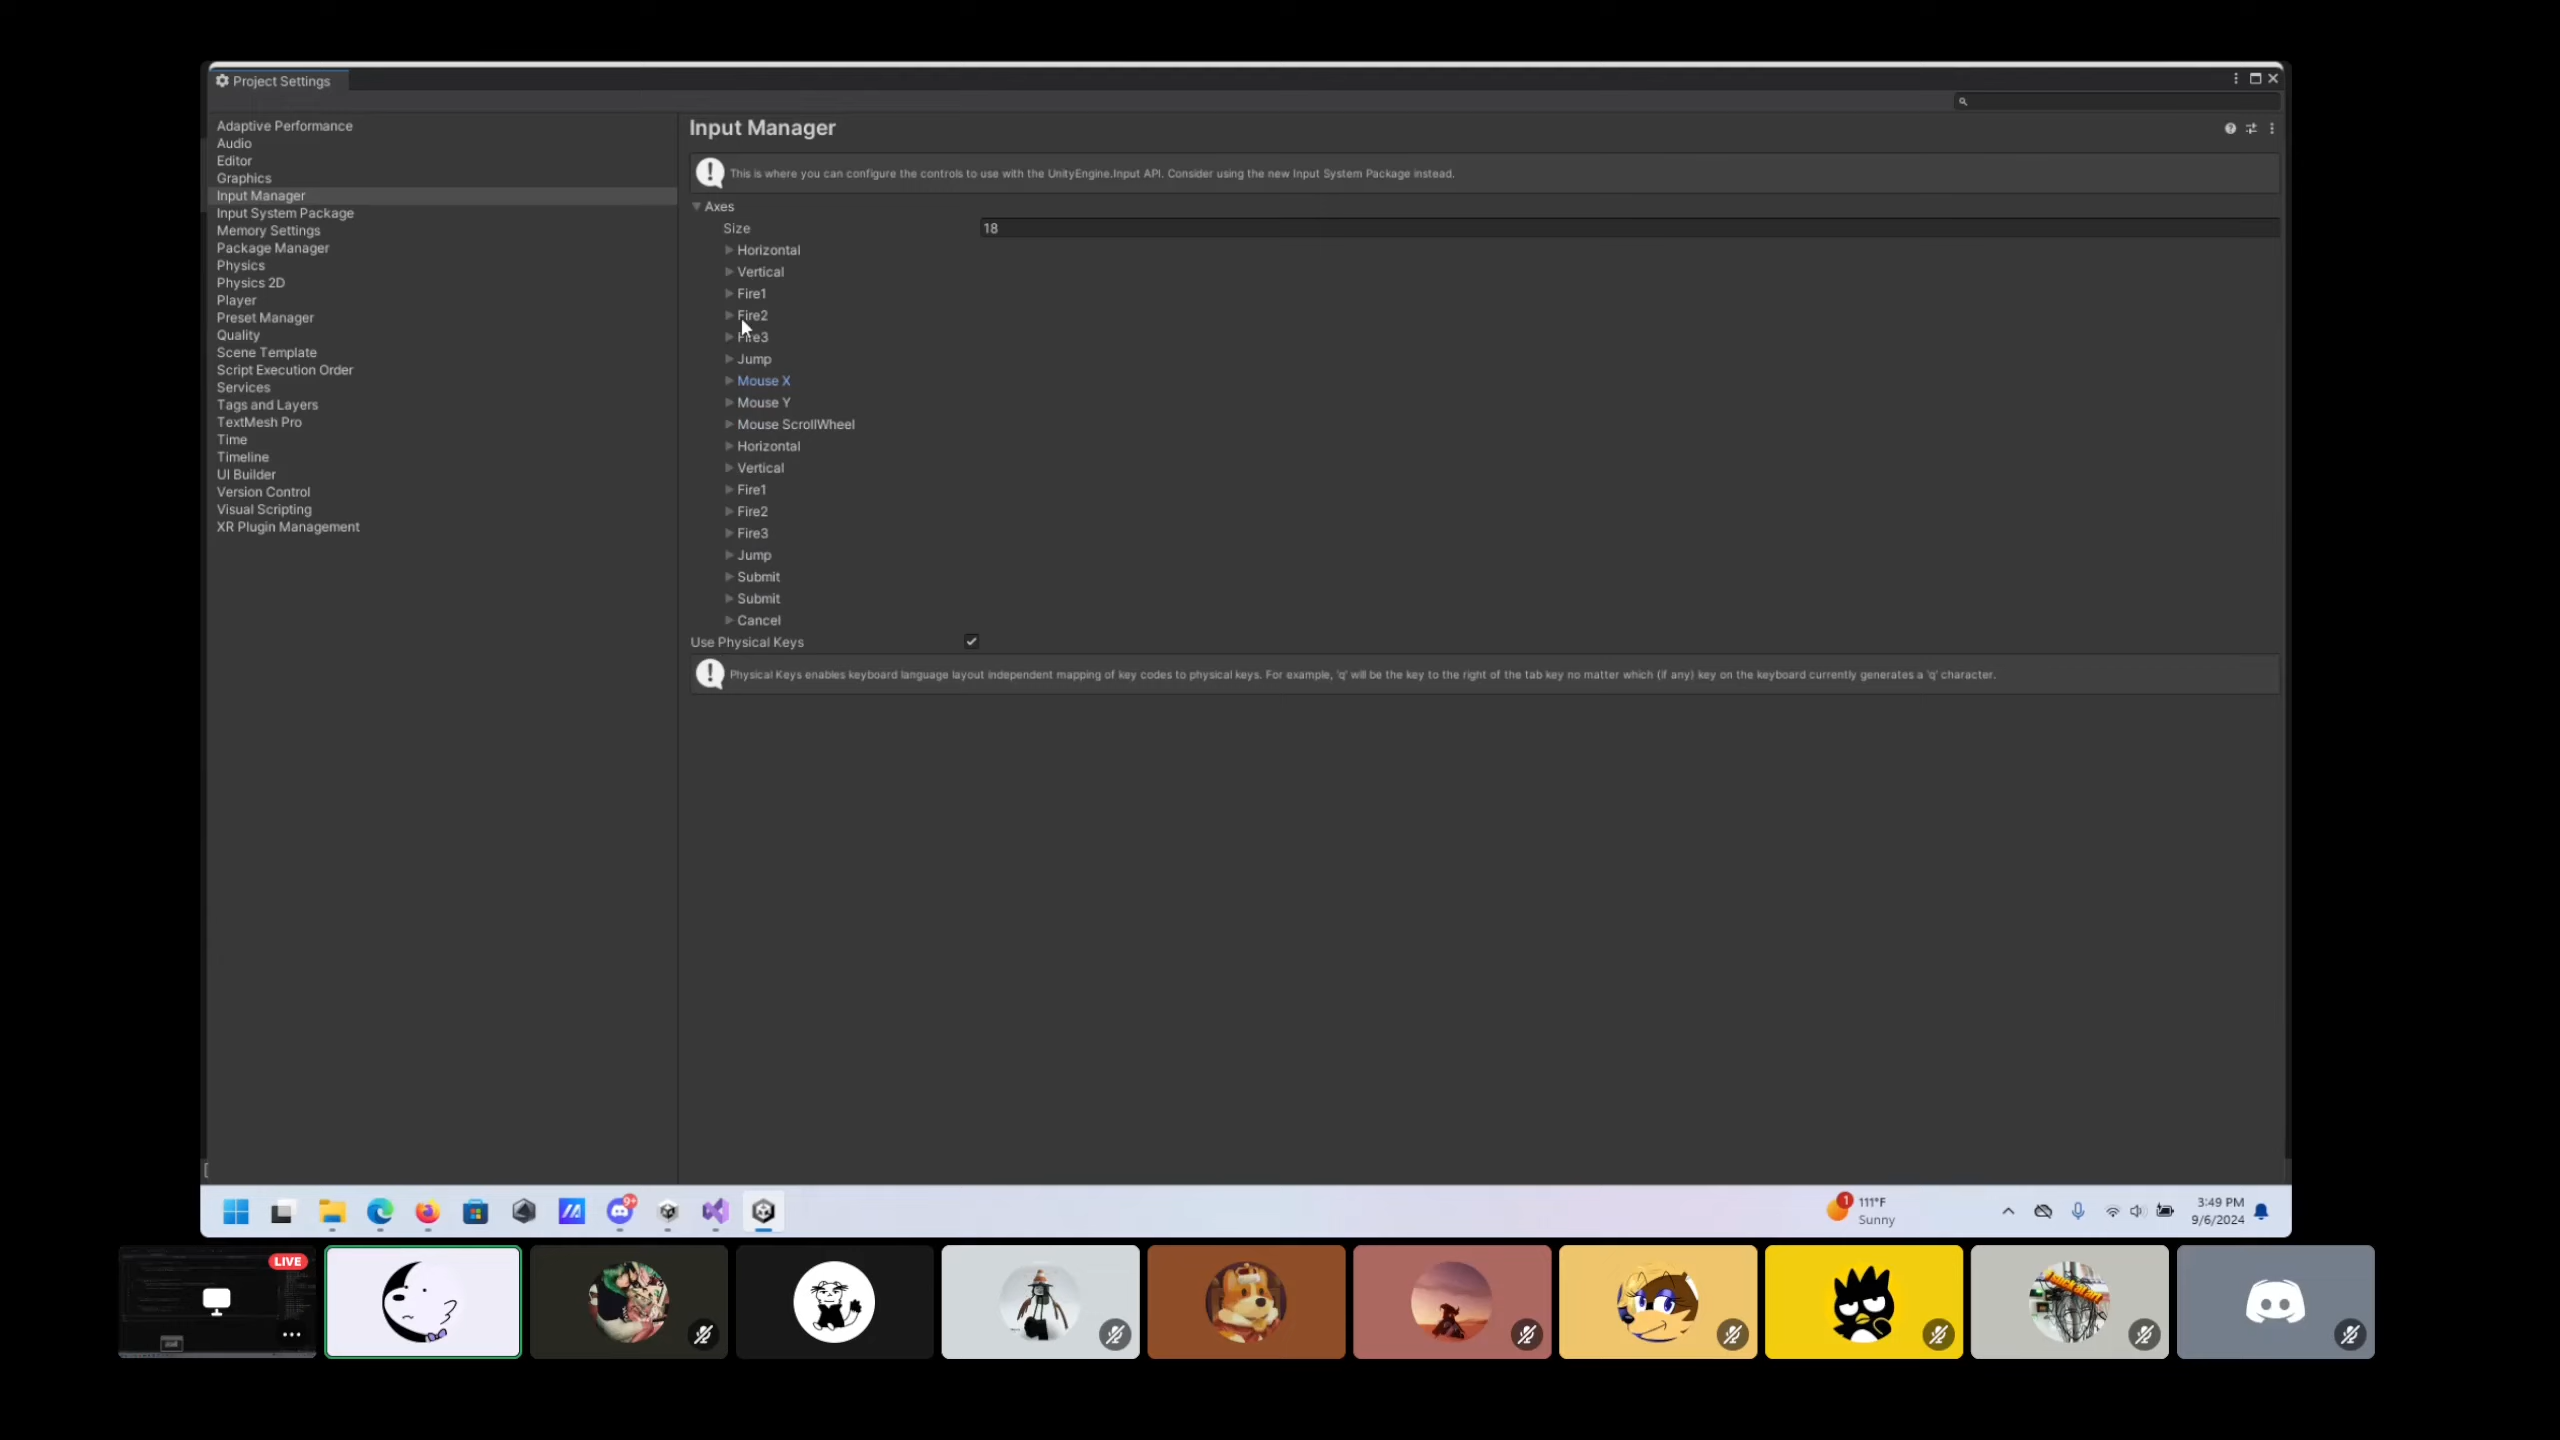 Project Settings
Adaptive Performance
Audio
Editor
Graphics
Input Manager
Input System Package
Memory Settings
Package Manager
Physics
Physics 2D
Player
Preset Manager
Quality
Scene Template
Script Execution Order
Services
Tags and Layers
TextMesh Pro
Time
Timeline
UI Builder
Version Control
Visual Scripting
XR Plugin Management
Input Manager
This is where you can configure the controls to use with the UnityEngine.Input API. Consider using the new Input System Package instead.
Axes
Size 18
Horizontal
Vertical
Fire1
Fire2
Fire3
Jump
Mouse X
Mouse Y
Mouse ScrollWheel
Horizontal
Vertical
Fire1
Fire2
Fire3
Jump
Submit
Submit
Cancel
Use Physical Keys
Physical Keys enables keyboard language layout independent mapping of key codes to physical keys. For example, 'q' will be the key to the right of the tab key no matter which (if any) key on the keyboard currently generates a 'q' character.
[
9+
1
111°F
Sunny
3:49 PM
9/6/2024
LIVE